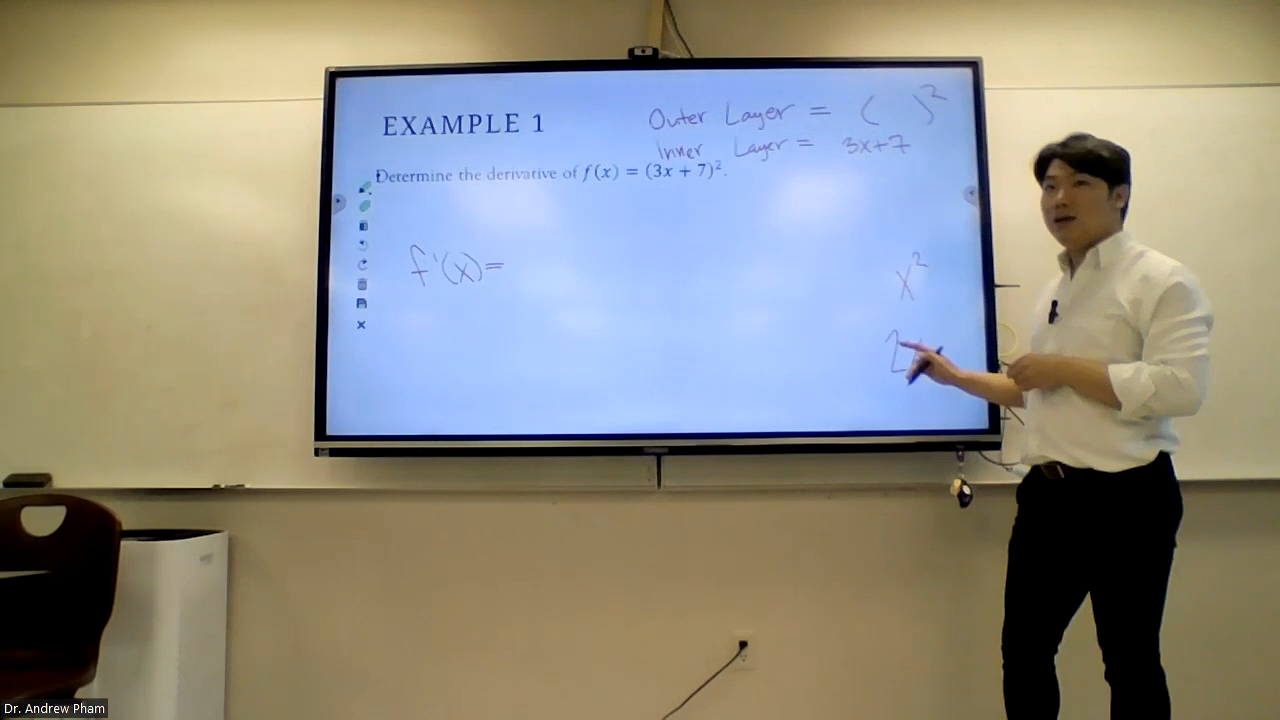 EXAMPLE 1
Outer Layer = ( )²
Inner Layer = 3x+7
Determine the derivative of f(x) = (3x + 7)².
f'(x)=
x²
2
Dr. Andrew Pham